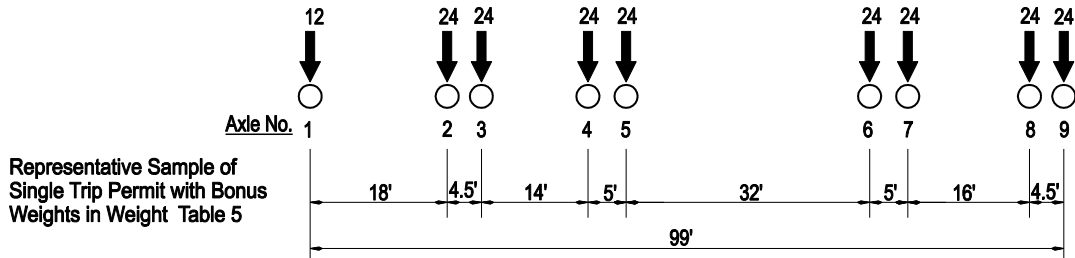 12 24 24 24 24 24 24 24 24
Axle No. 1 2 3 4 5 6 7 8 9
Representative Sample of
Single Trip Permit with Bonus
Weights in Weight Table 5
18' 4.5' 14' 5' 32' 5' 16' 4.5'
99'